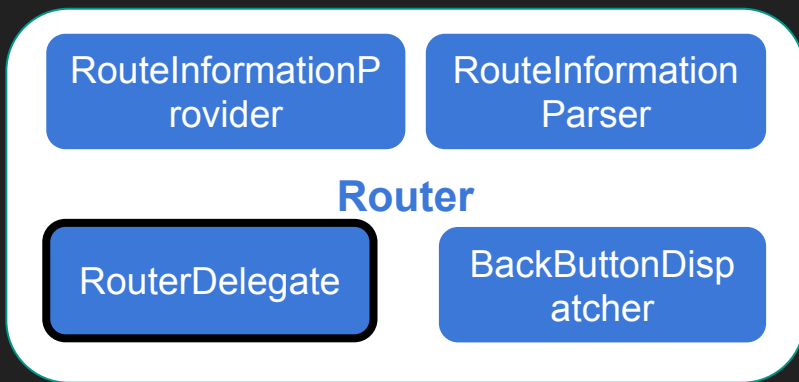 RouteInformationP
rovider
RouteInformation
Parser
Router
RouterDelegate
BackButtonDisp
atcher